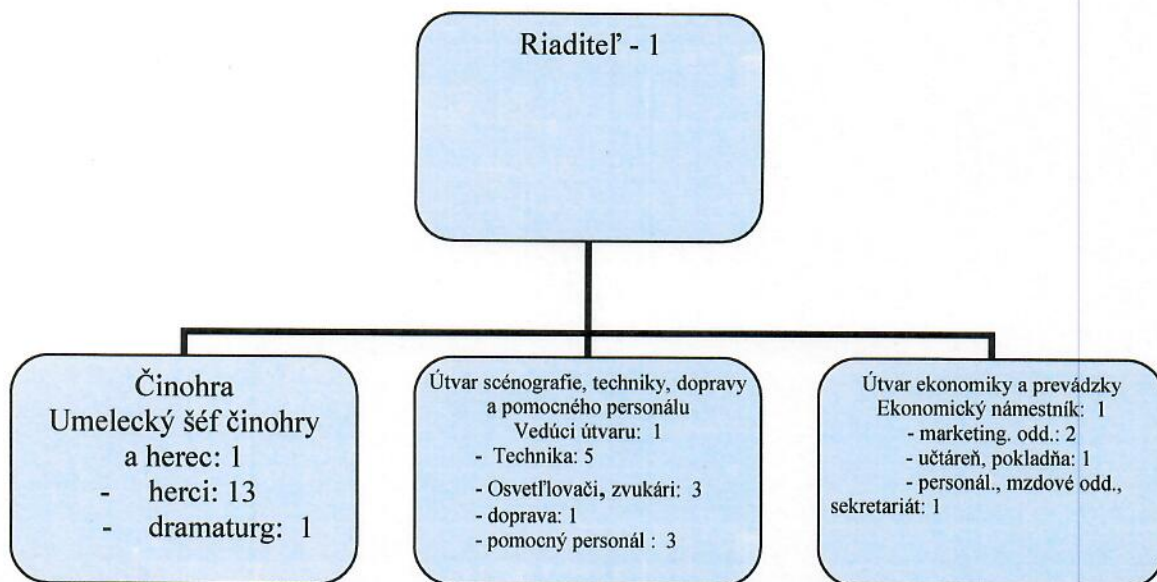 Riaditeľ - 1
Činohra
Umelecký šéf činohry
a herec: 1
- herci: 13
- dramaturg: 1
Útvar scénografie, techniky, dopravy
a pomocného personálu
Vedúci útvaru: 1
- Technika: 5
- Osvetľlovači, zvukári: 3
- doprava: 1
- pomocný personál : 3
Útvar ekonomiky a prevádzky
Ekonomický námestník: 1
- marketing. odd.: 2
- učtáreň, pokladňa: 1
- personál., mzdové odd.,
sekretariát: 1